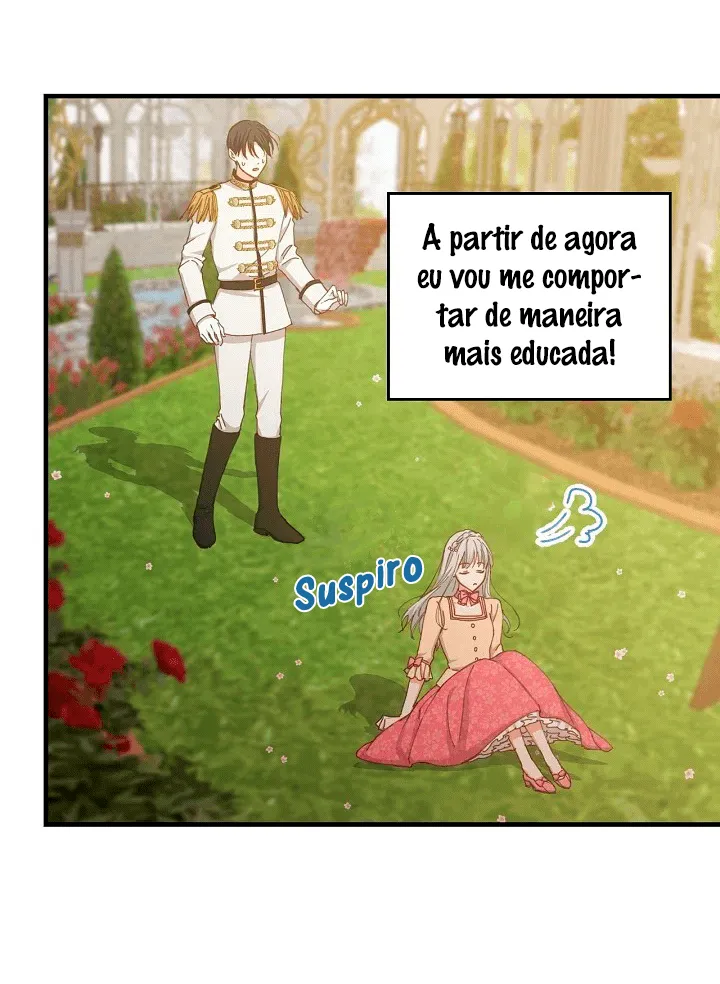 A partir de agora
eu vou me compor-
tar de maneira
mais educada!
Suspiro